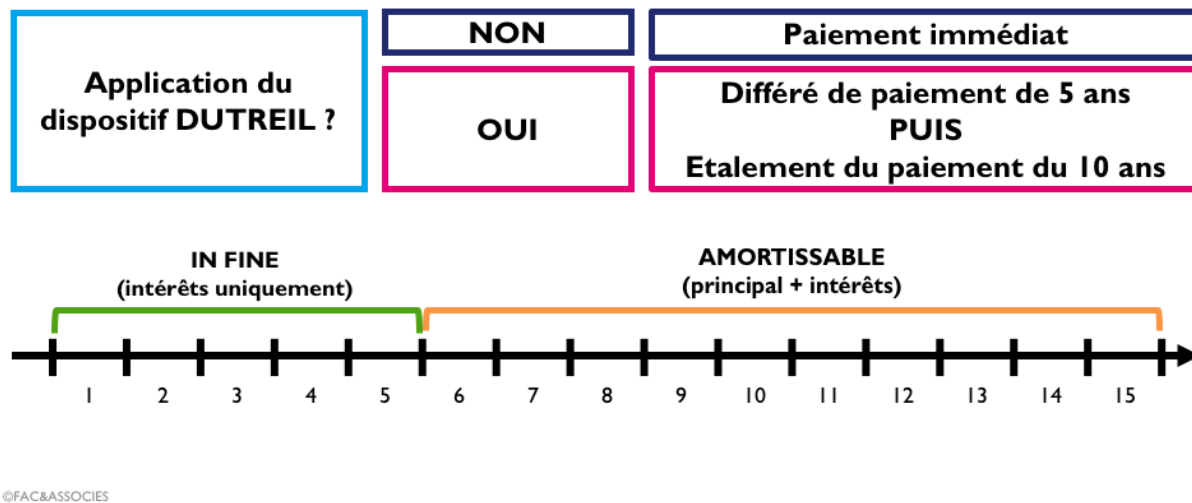 Application du
dispositif DUTREIL ?
NON
Paiement immédiat
OUI
Différé de paiement de 5 ans
PUIS
Etalement du paiement du 10 ans
IN FINE
(intérêts uniquement)
AMORTISSABLE
(principal + intérêts)
1 2 3 4 5 6 7 8 9 10 11 12 13 14 15
©FAC&ASSOCIES